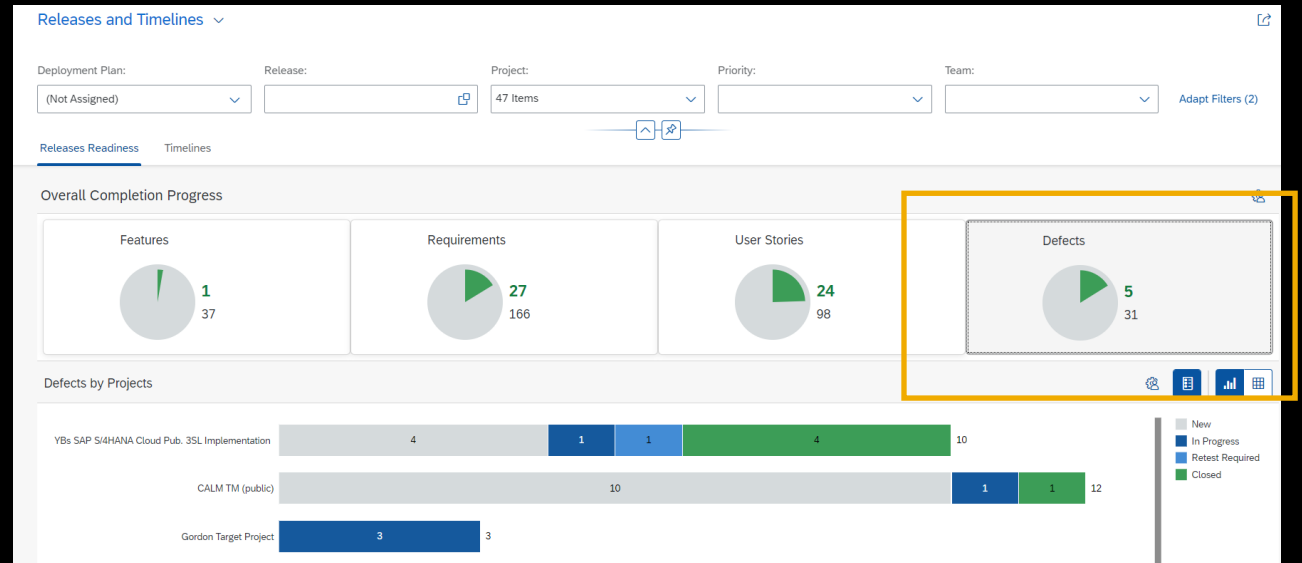 Releases and Timelines
Deployment Plan: Release: Project: Priority: Team:
(Not Assigned) 47 Items Adapt Filters (2)
Releases Readiness Timelines
Overall Completion Progress
Features Requirements User Stories Defects
1 27 24 5
37 166 98 31
Defects by Projects
New
In Progress
Retest Required
Closed
YBs SAP S/4HANA Cloud Pub. 3SL Implementation 4 1 1 4 10
CALM TM (public) 10 1 1 12
Gordon Target Project 3 3